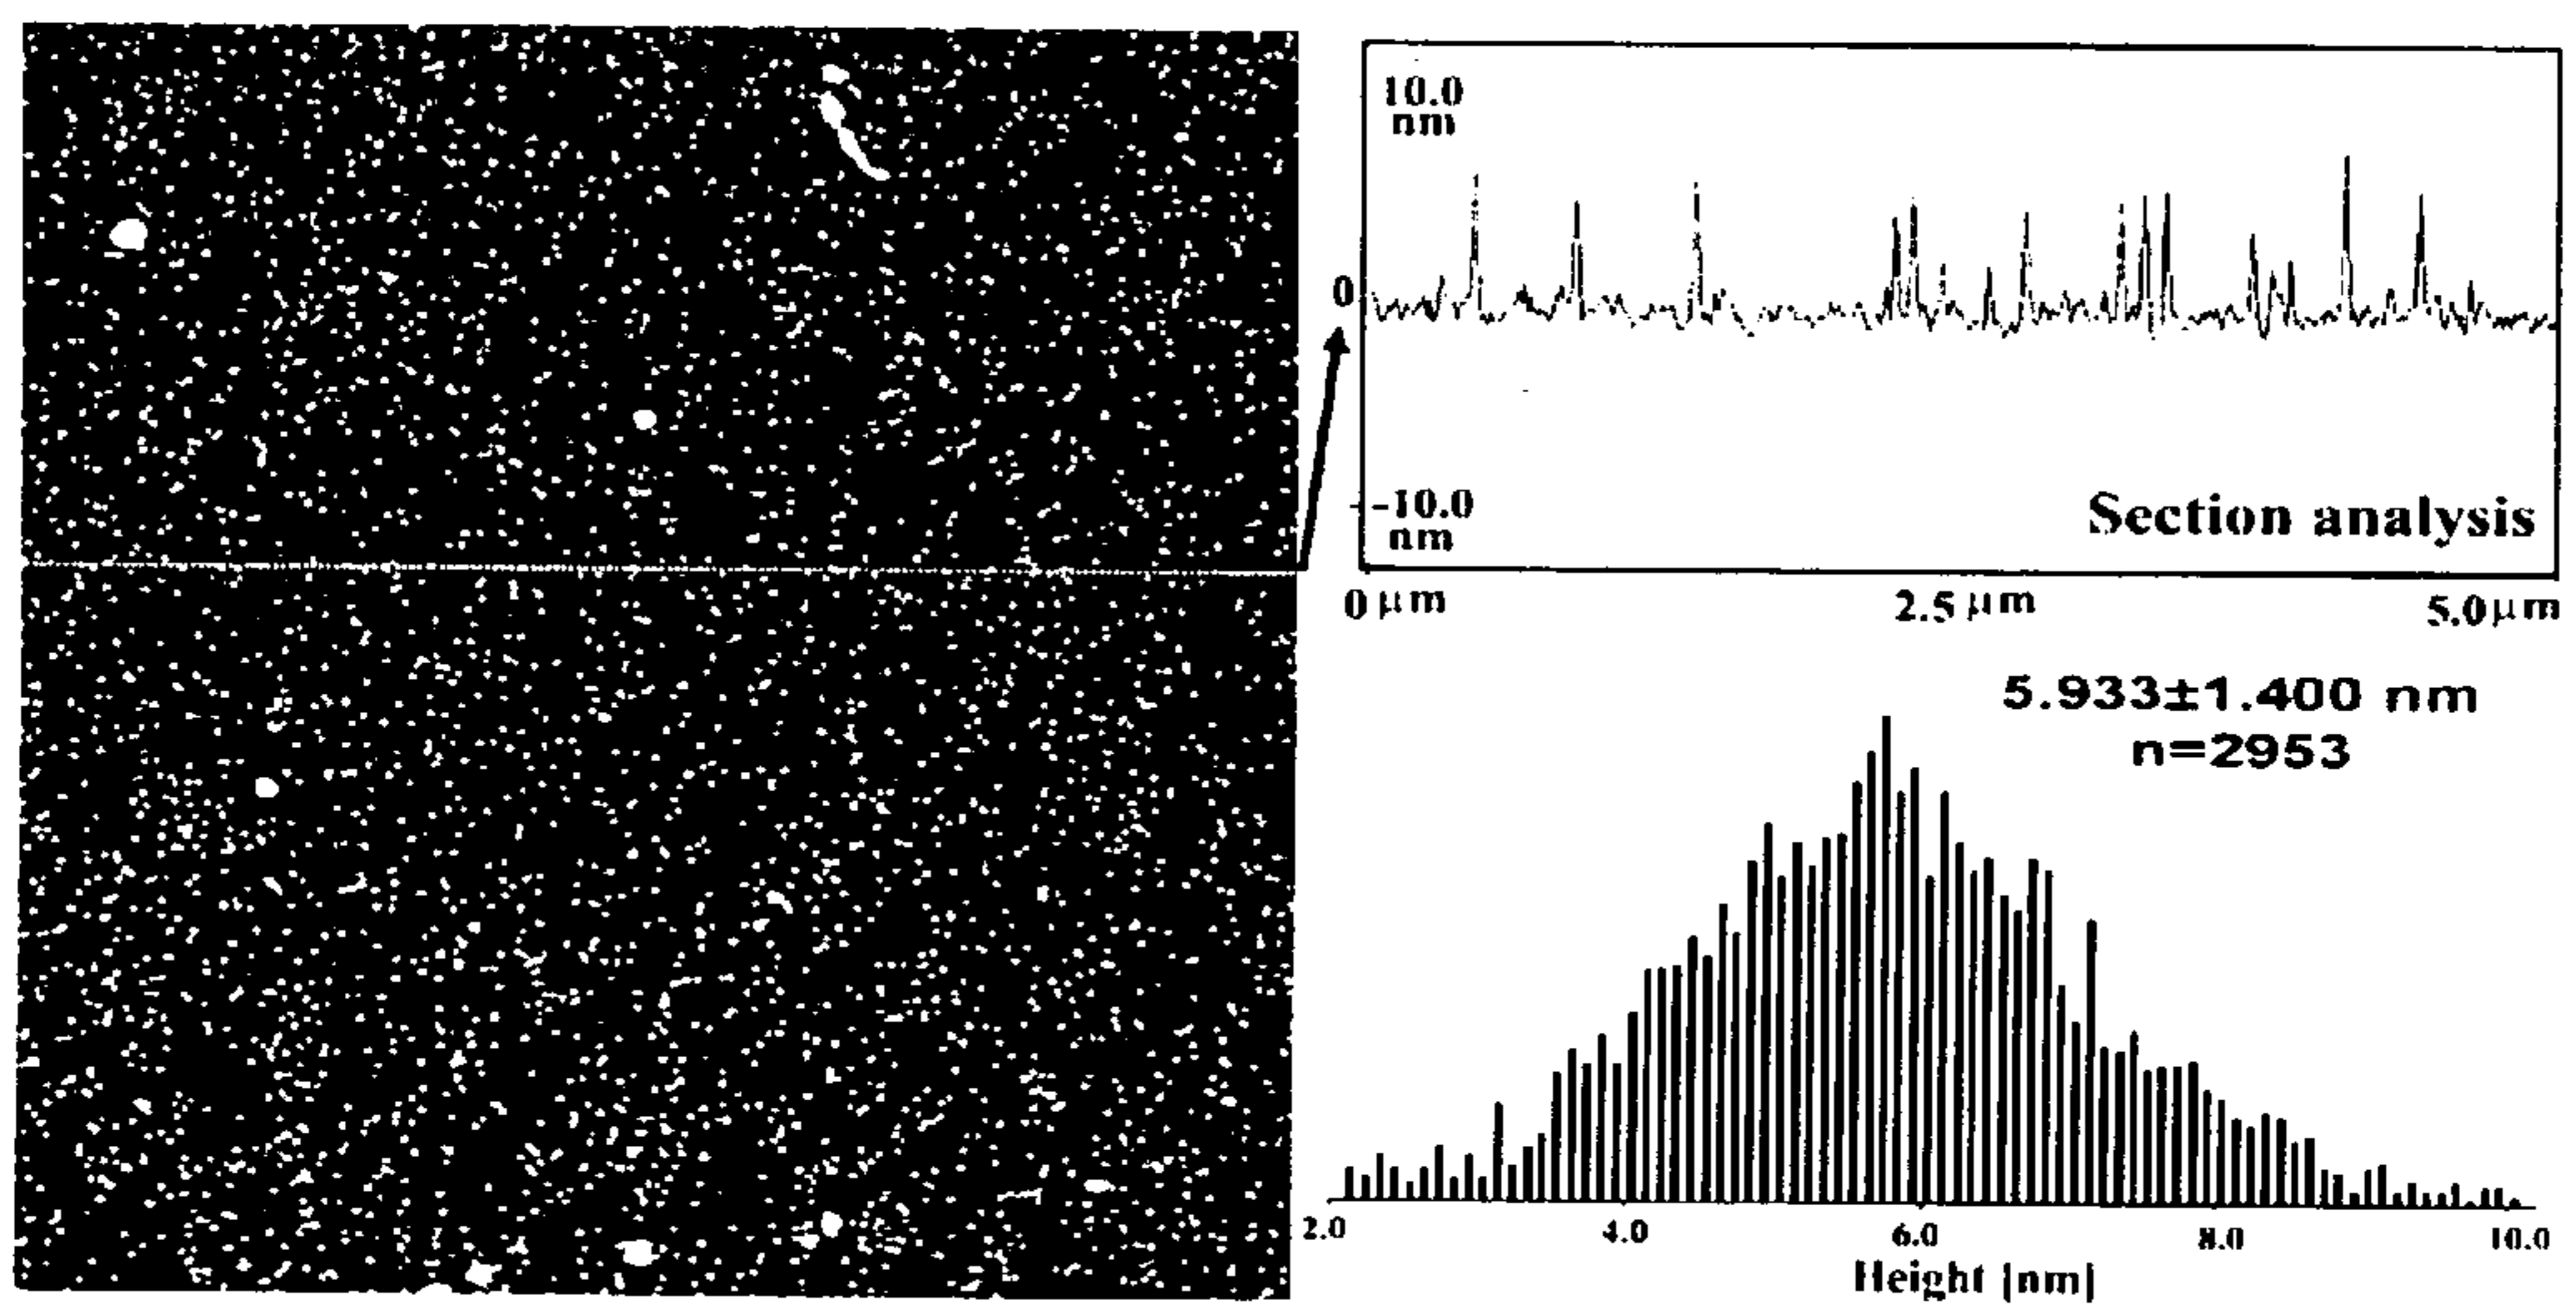 10.0
nm
0
-10.0
nm
Section analysis
0 μm
2.5 μm
5.0 μm
5.933±1.400 nm
n=2953
2.0
4.0
6.0
8.0
10.0
Height [nm]